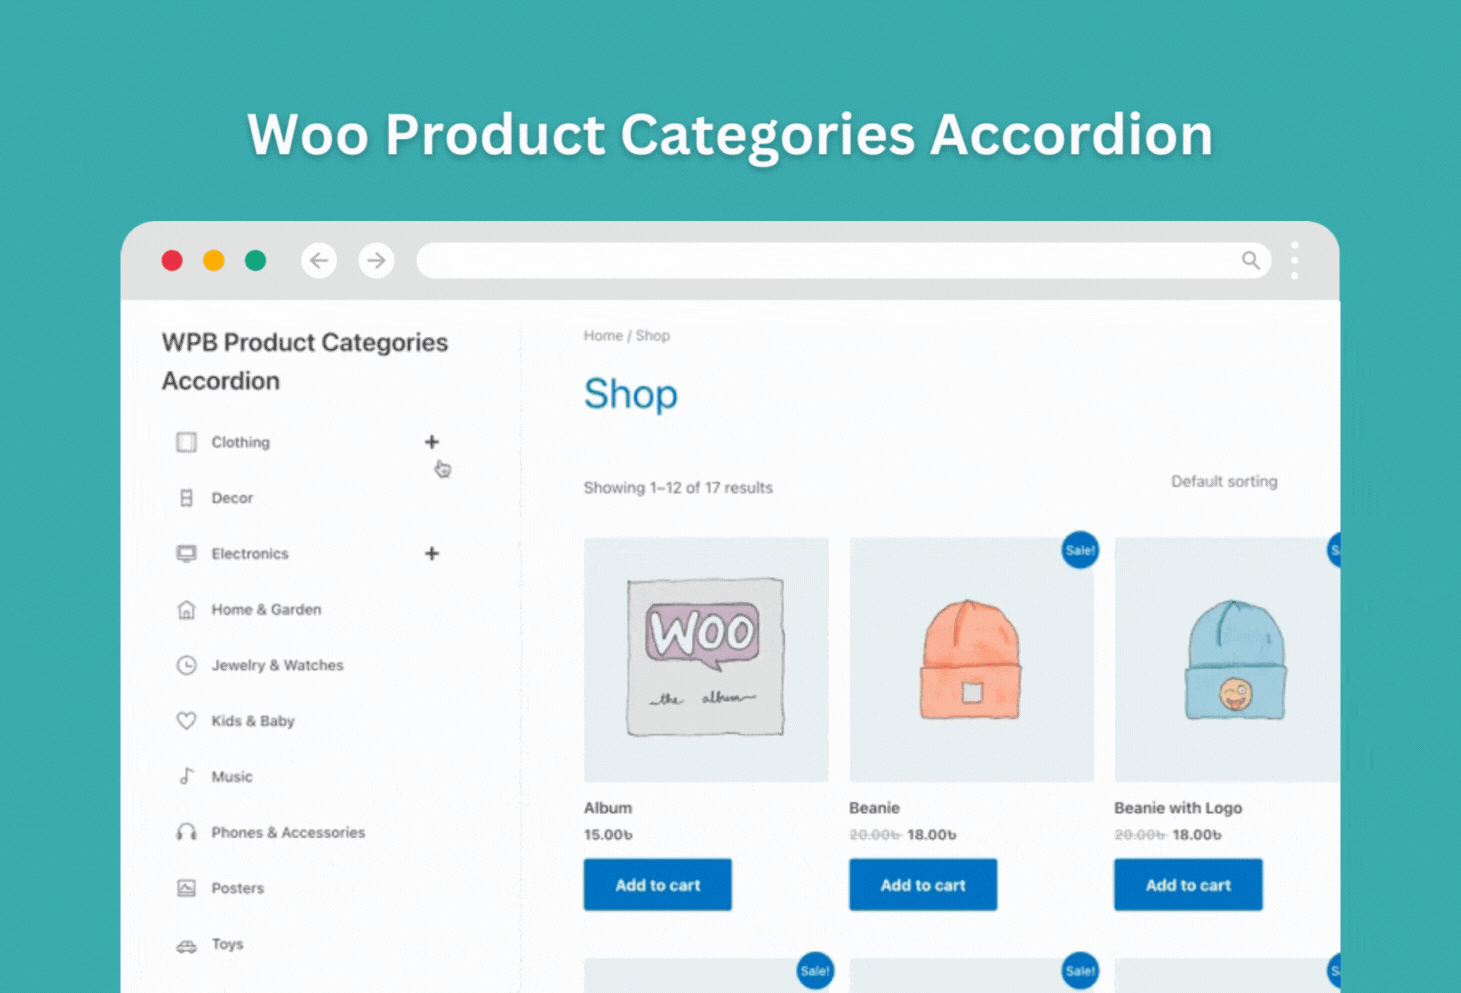 Woo Product Categories Accordion
WPB Product Categories
Accordion
Clothing
Decor
Electronics
Home & Garden
Jewelry & Watches
Kids & Baby
Music
Phones & Accessories
Posters
Toys
Home / Shop
Shop
Showing 1–12 of 17 results
Default sorting
Sale!
WOO
the album
Album
15.00৳
Add to cart
Beanie
20.00৳ 18.00৳
Add to cart
Beanie with Logo
20.00৳ 18.00৳
Add to cart
Sale!
Sale!